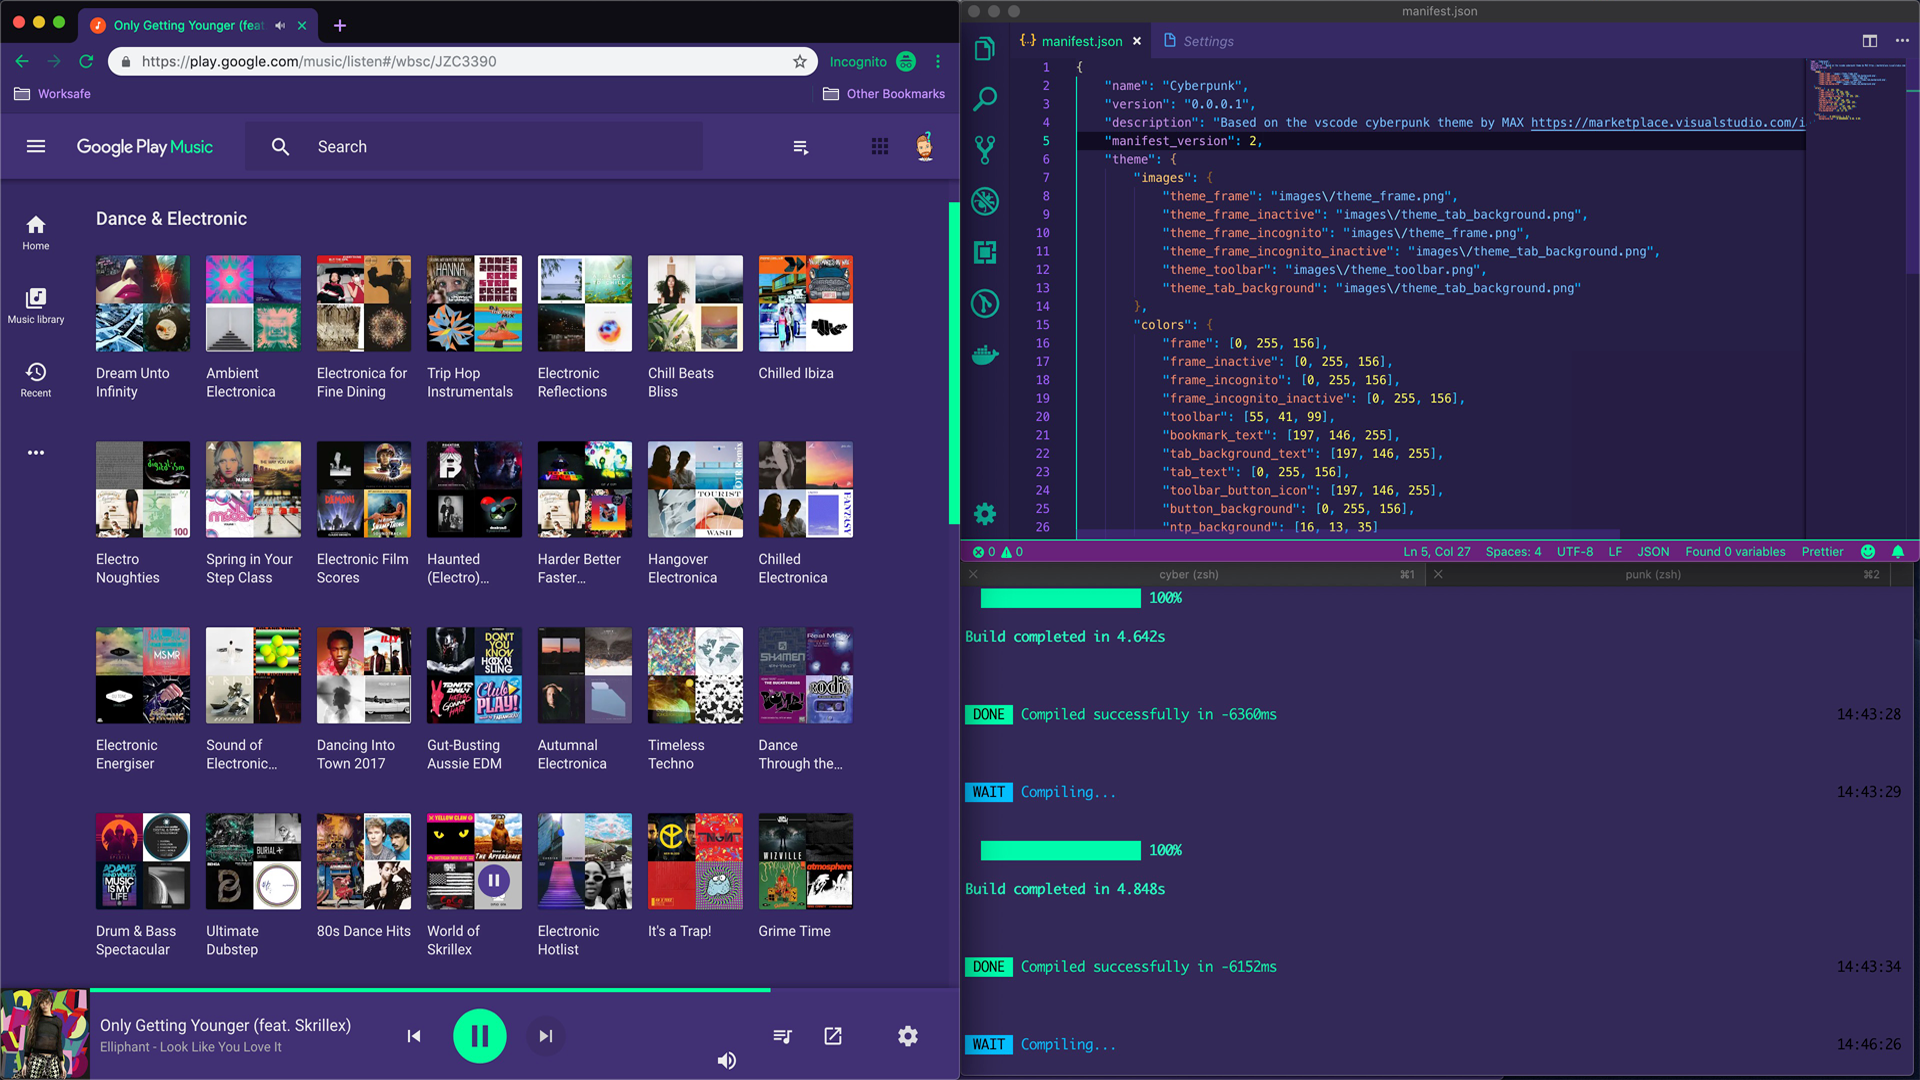 Only Getting Younger (feat
https://play.google.com/music/listen#/wbsc/JZC3390
Incognito
Worksafe
Other Bookmarks
Google Play Music
Search
Home
Music library
Recent
Dance & Electronic
Dream Unto
Infinity
Ambient
Electronica
Electronica for
Fine Dining
Trip Hop
Instrumentals
Electronic
Reflections
Chill Beats
Bliss
Chilled Ibiza
Electro
Noughties
Spring in Your
Step Class
Electronic Film
Scores
Haunted
(Electro)...
Harder Better
Faster...
Hangover
Electronica
Chilled
Electronica
Electronic
Energiser
Sound of
Electronic...
Dancing Into
Town 2017
Gut-Busting
Aussie EDM
Autumnal
Electronica
Timeless
Techno
Dance
Through the...
Drum & Bass
Spectacular
Ultimate
Dubstep
80s Dance Hits
World of
Skrillex
Electronic
Hotlist
It's a Trap!
Grime Time
Only Getting Younger (feat. Skrillex)
Elliphant - Look Like You Love It
manifest.json
{..} manifest.json
Settings
1 {
2 "name": "Cyberpunk",
3 "version": "0.0.0.1",
4 "description": "Based on the vscode cyberpunk theme by MAX https://marketplace.visualstudio.com/i
5 "manifest_version": 2,
6 "theme": {
7 "images": {
8 "theme_frame": "images\/theme_frame.png",
9 "theme_frame_inactive": "images\/theme_tab_background.png",
10 "theme_frame_incognito": "images\/theme_frame.png",
11 "theme_frame_incognito_inactive": "images\/theme_tab_background.png",
12 "theme_toolbar": "images\/theme_toolbar.png",
13 "theme_tab_background": "images\/theme_tab_background.png"
14 },
15 "colors": {
16 "frame": [0, 255, 156],
17 "frame_inactive": [0, 255, 156],
18 "frame_incognito": [0, 255, 156],
19 "frame_incognito_inactive": [0, 255, 156],
20 "toolbar": [55, 41, 99],
21 "bookmark_text": [197, 146, 255],
22 "tab_background_text": [197, 146, 255],
23 "tab_text": [0, 255, 156],
24 "toolbar_button_icon": [197, 146, 255],
25 "button_background": [0, 255, 156],
26 "ntp_background": [16, 13, 35]
0 0 Ln 5, Col 27 Spaces: 4 UTF-8 LF JSON Found 0 variables Prettier
cyber (zsh) ⌘1
punk (zsh) ⌘2
100%
Build completed in 4.642s
DONE Compiled successfully in -6360ms 14:43:28
WAIT Compiling... 14:43:29
100%
Build completed in 4.848s
DONE Compiled successfully in -6152ms 14:43:34
WAIT Compiling... 14:46:26